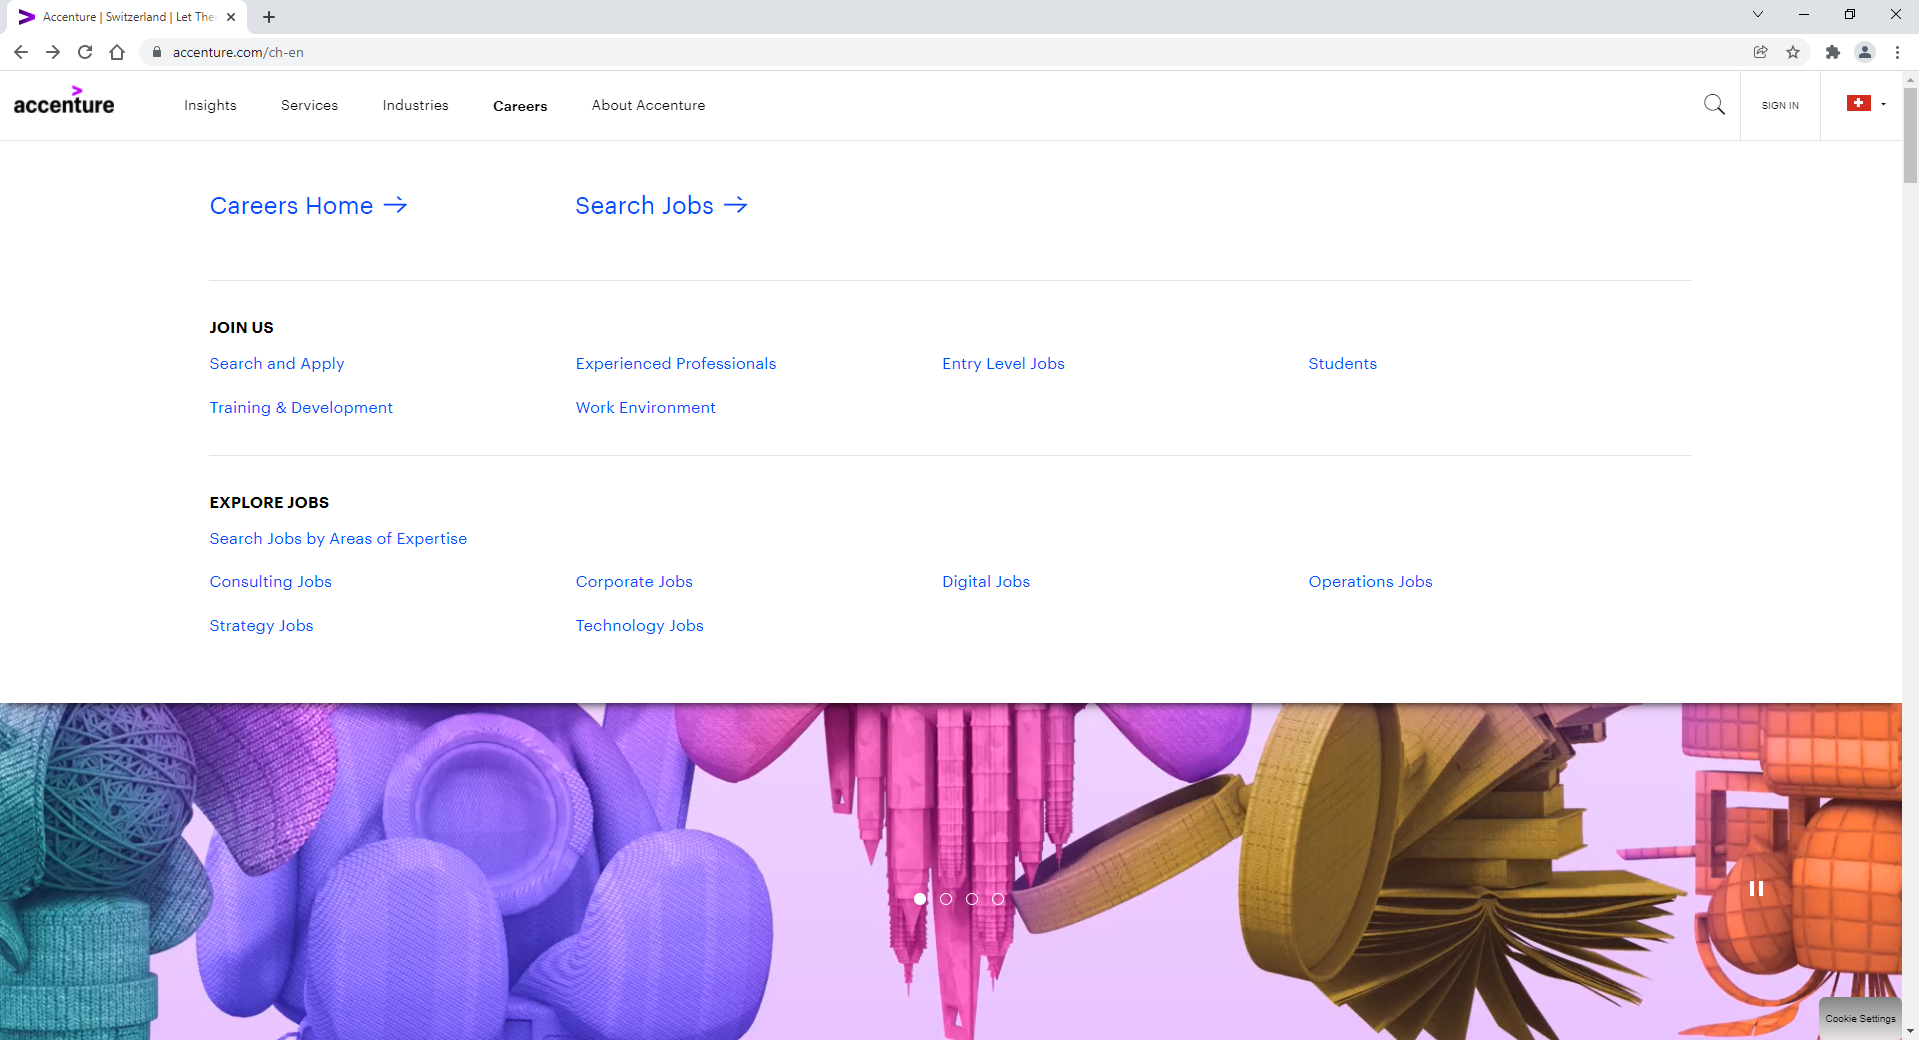 Accenture | Switzerland | Let The
accenture.com/ch-en
accenture
Insights
Services
Industries
Careers
About Accenture
SIGN IN
Careers Home
Search Jobs
JOIN US
Search and Apply
Experienced Professionals
Entry Level Jobs
Students
Training & Development
Work Environment
EXPLORE JOBS
Search Jobs by Areas of Expertise
Consulting Jobs
Corporate Jobs
Digital Jobs
Operations Jobs
Strategy Jobs
Technology Jobs
Cookie Settings